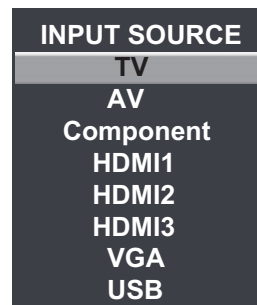 INPUT SOURCE
TV
AV
Component
HDMI1
HDMI2
HDMI3
VGA
USB